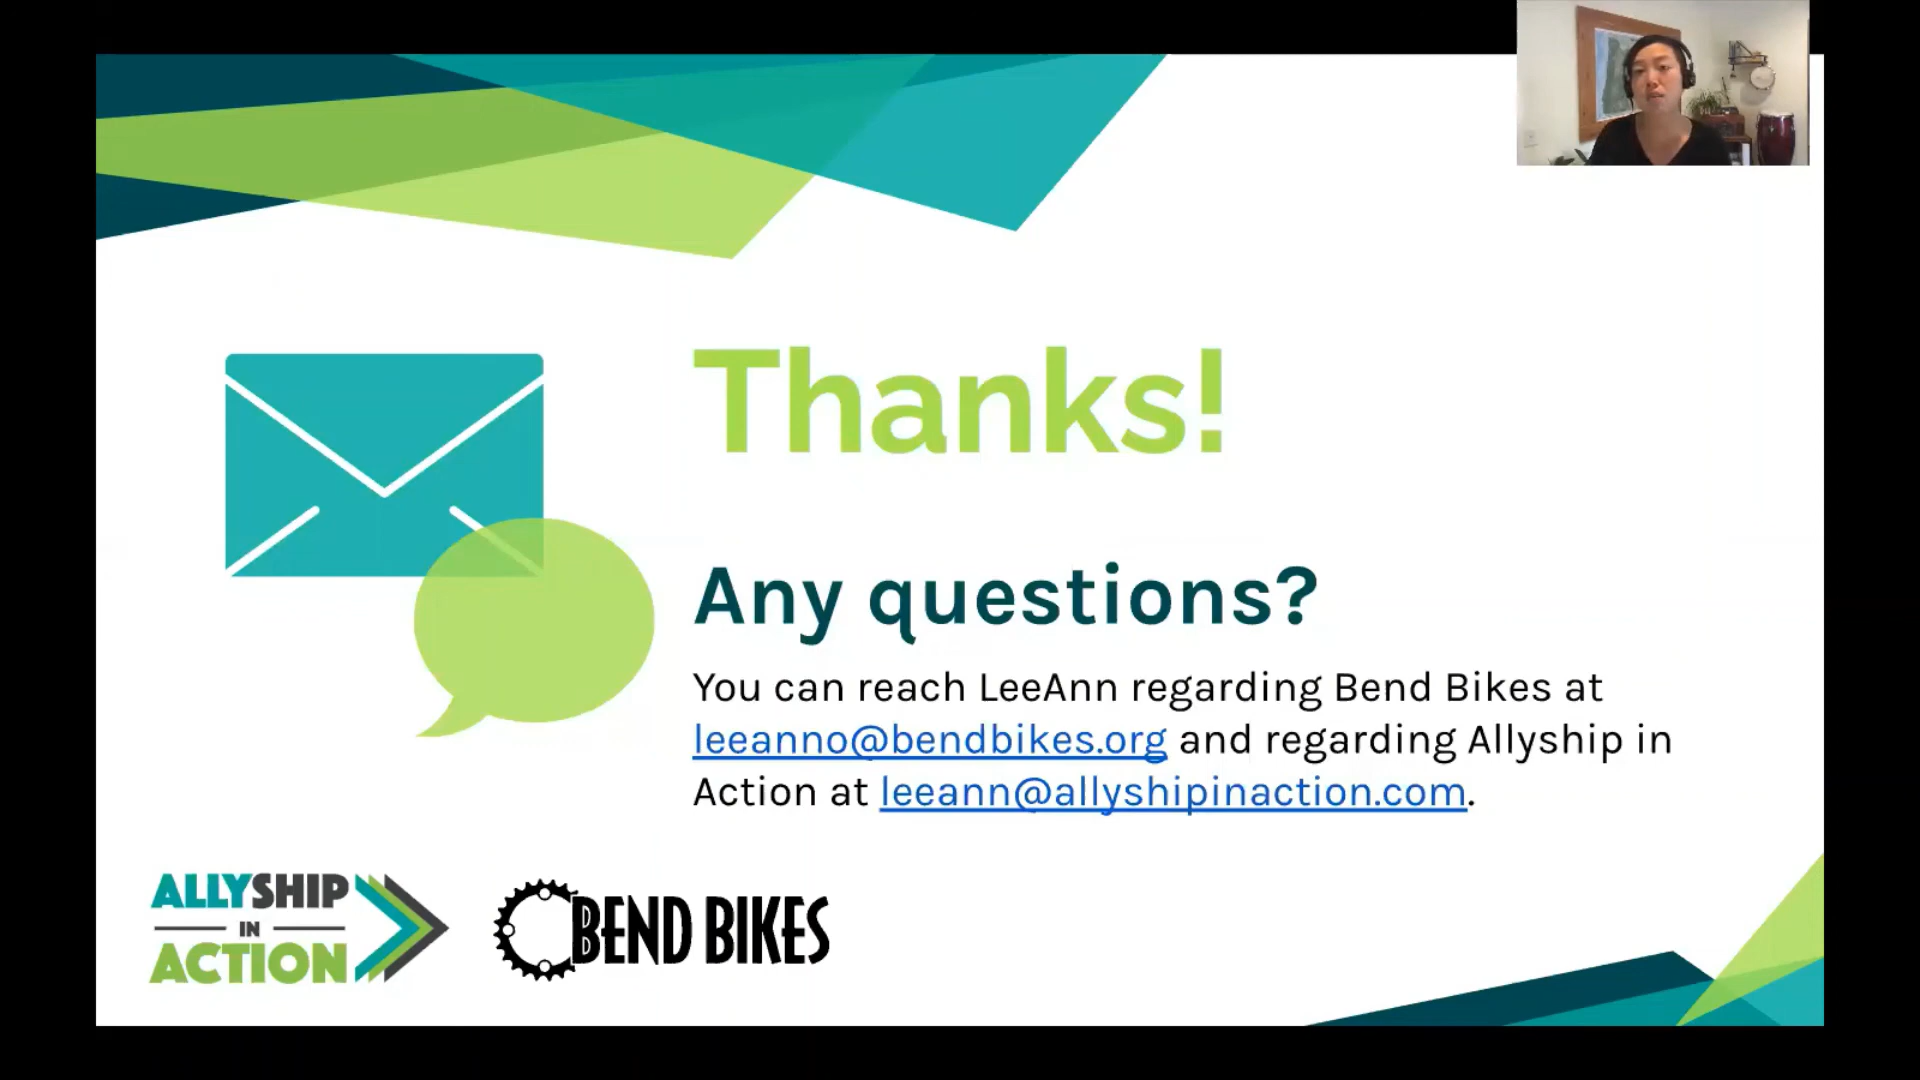 Thanks!
Any questions?
You can reach LeeAnn regarding Bend Bikes at
leeanno@bendbikes.org and regarding Allyship in
Action at leeann@allyshipinaction.com.
ALLYSHIP
IN
ACTION
BEND BIKES